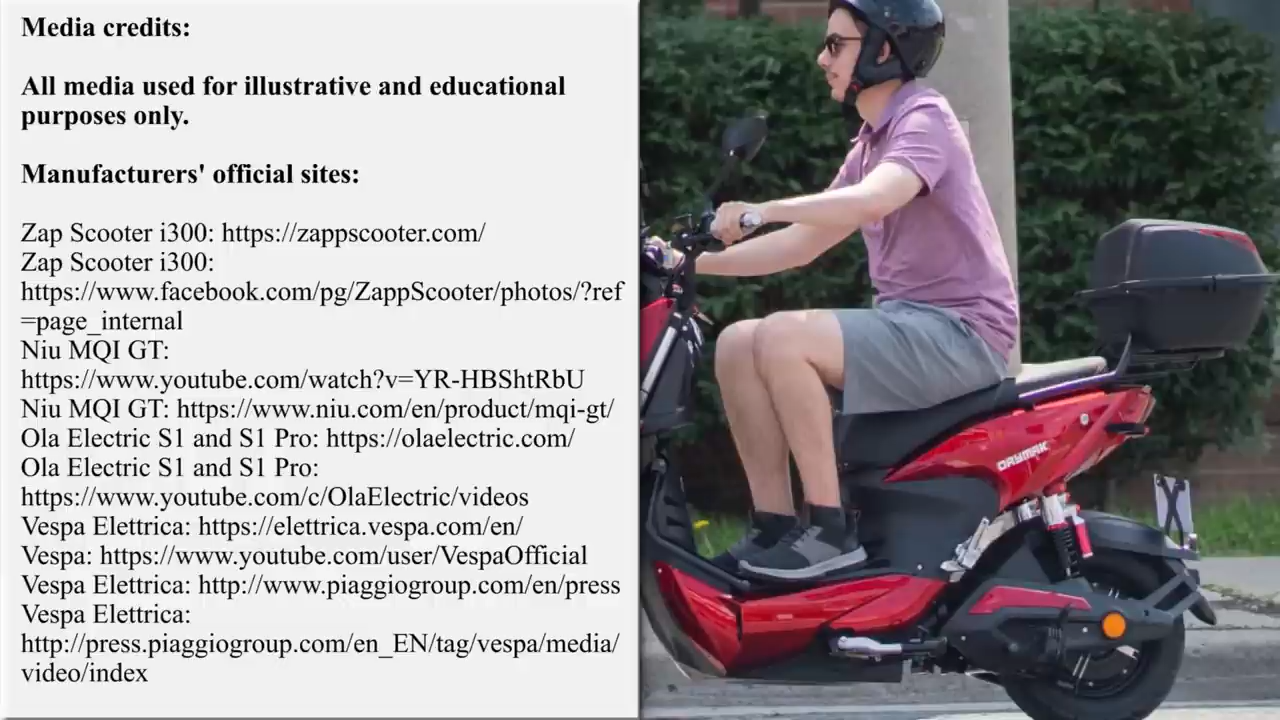 Media credits:
All media used for illustrative and educational
purposes only.
Manufacturers' official sites:
Zap Scooter i300: https://zappscooter.com/
Zap Scooter i300:
https://www.facebook.com/pg/ZappScooter/photos/?ref
=page_internal
Niu MQI GT:
https://www.youtube.com/watch?v=YR-HBShtRbU
Niu MQI GT: https://www.niu.com/en/product/mqi-gt/
Ola Electric S1 and S1 Pro: https://olaelectric.com/
Ola Electric S1 and S1 Pro:
https://www.youtube.com/c/OlaElectric/videos
Vespa Elettrica: https://elettrica.vespa.com/en/
Vespa: https://www.youtube.com/user/VespaOfficial
Vespa Elettrica: http://www.piaggiogroup.com/en/press
Vespa Elettrica:
http://press.piaggiogroup.com/en_EN/tag/vespa/media/
video/index
DAYMAK